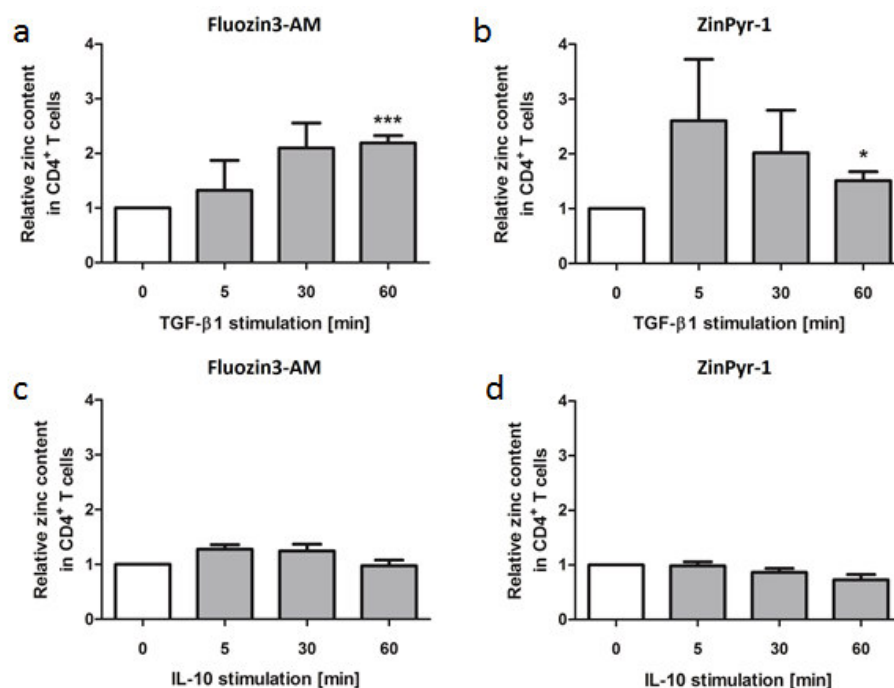 a
Fluozin3-AM
Relative zinc content
in CD4⁺ T cells
4
3
2
1
0
***
0 5 30 60
TGF-β1 stimulation [min]
b
ZinPyr-1
Relative zinc content
in CD4⁺ T cells
4
3
2
1
0
*
0 5 30 60
TGF-β1 stimulation [min]
c
Fluozin3-AM
Relative zinc content
in CD4⁺ T cells
4
3
2
1
0
0 5 30 60
IL-10 stimulation [min]
d
ZinPyr-1
Relative zinc content
in CD4⁺ T cells
4
3
2
1
0
0 5 30 60
IL-10 stimulation [min]